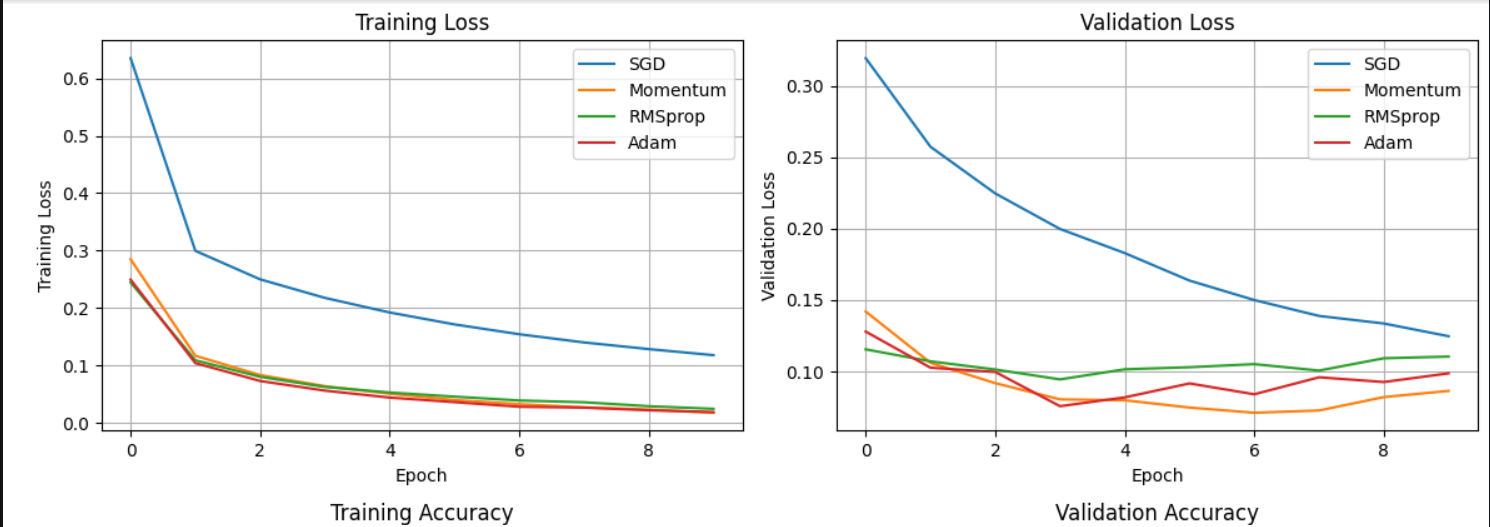 Training Loss
Validation Loss
SGD
Momentum
RMSprop
Adam
0.6
0.5
0.4
0.3
0.2
0.1
0.0
Training Loss
0
2
4
6
8
Epoch
SGD
Momentum
RMSprop
Adam
0.30
0.25
0.20
0.15
0.10
Validation Loss
0
2
4
6
8
Epoch
Training Accuracy
Validation Accuracy